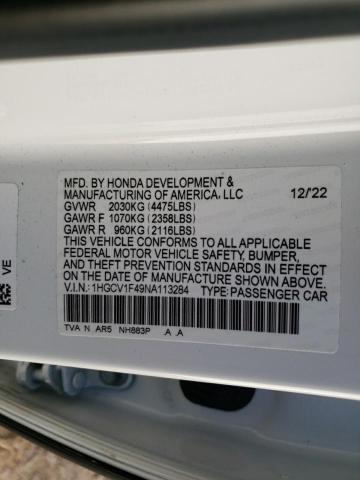 MFD. BY HONDA DEVELOPMENT &
MANUFACTURING OF AMERICA, LLC 12/22
GVWR 2030KG (4475LBS)
GAWR F 1070KG (2358LBS)
GAWR R 960KG (2116LBS)
THIS VEHICLE CONFORMS TO ALL APPLICABLE
FEDERAL MOTOR VEHICLE SAFETY, BUMPER,
AND THEFT PREVENTION STANDARDS IN EFFECT
ON THE DATE OF MANUFACTURE SHOWN ABOVE.
V.I.N.: 1HGCV1F49NA113284 TYPE: PASSENGER CAR
TVA N AR5 NH883P A A
VE